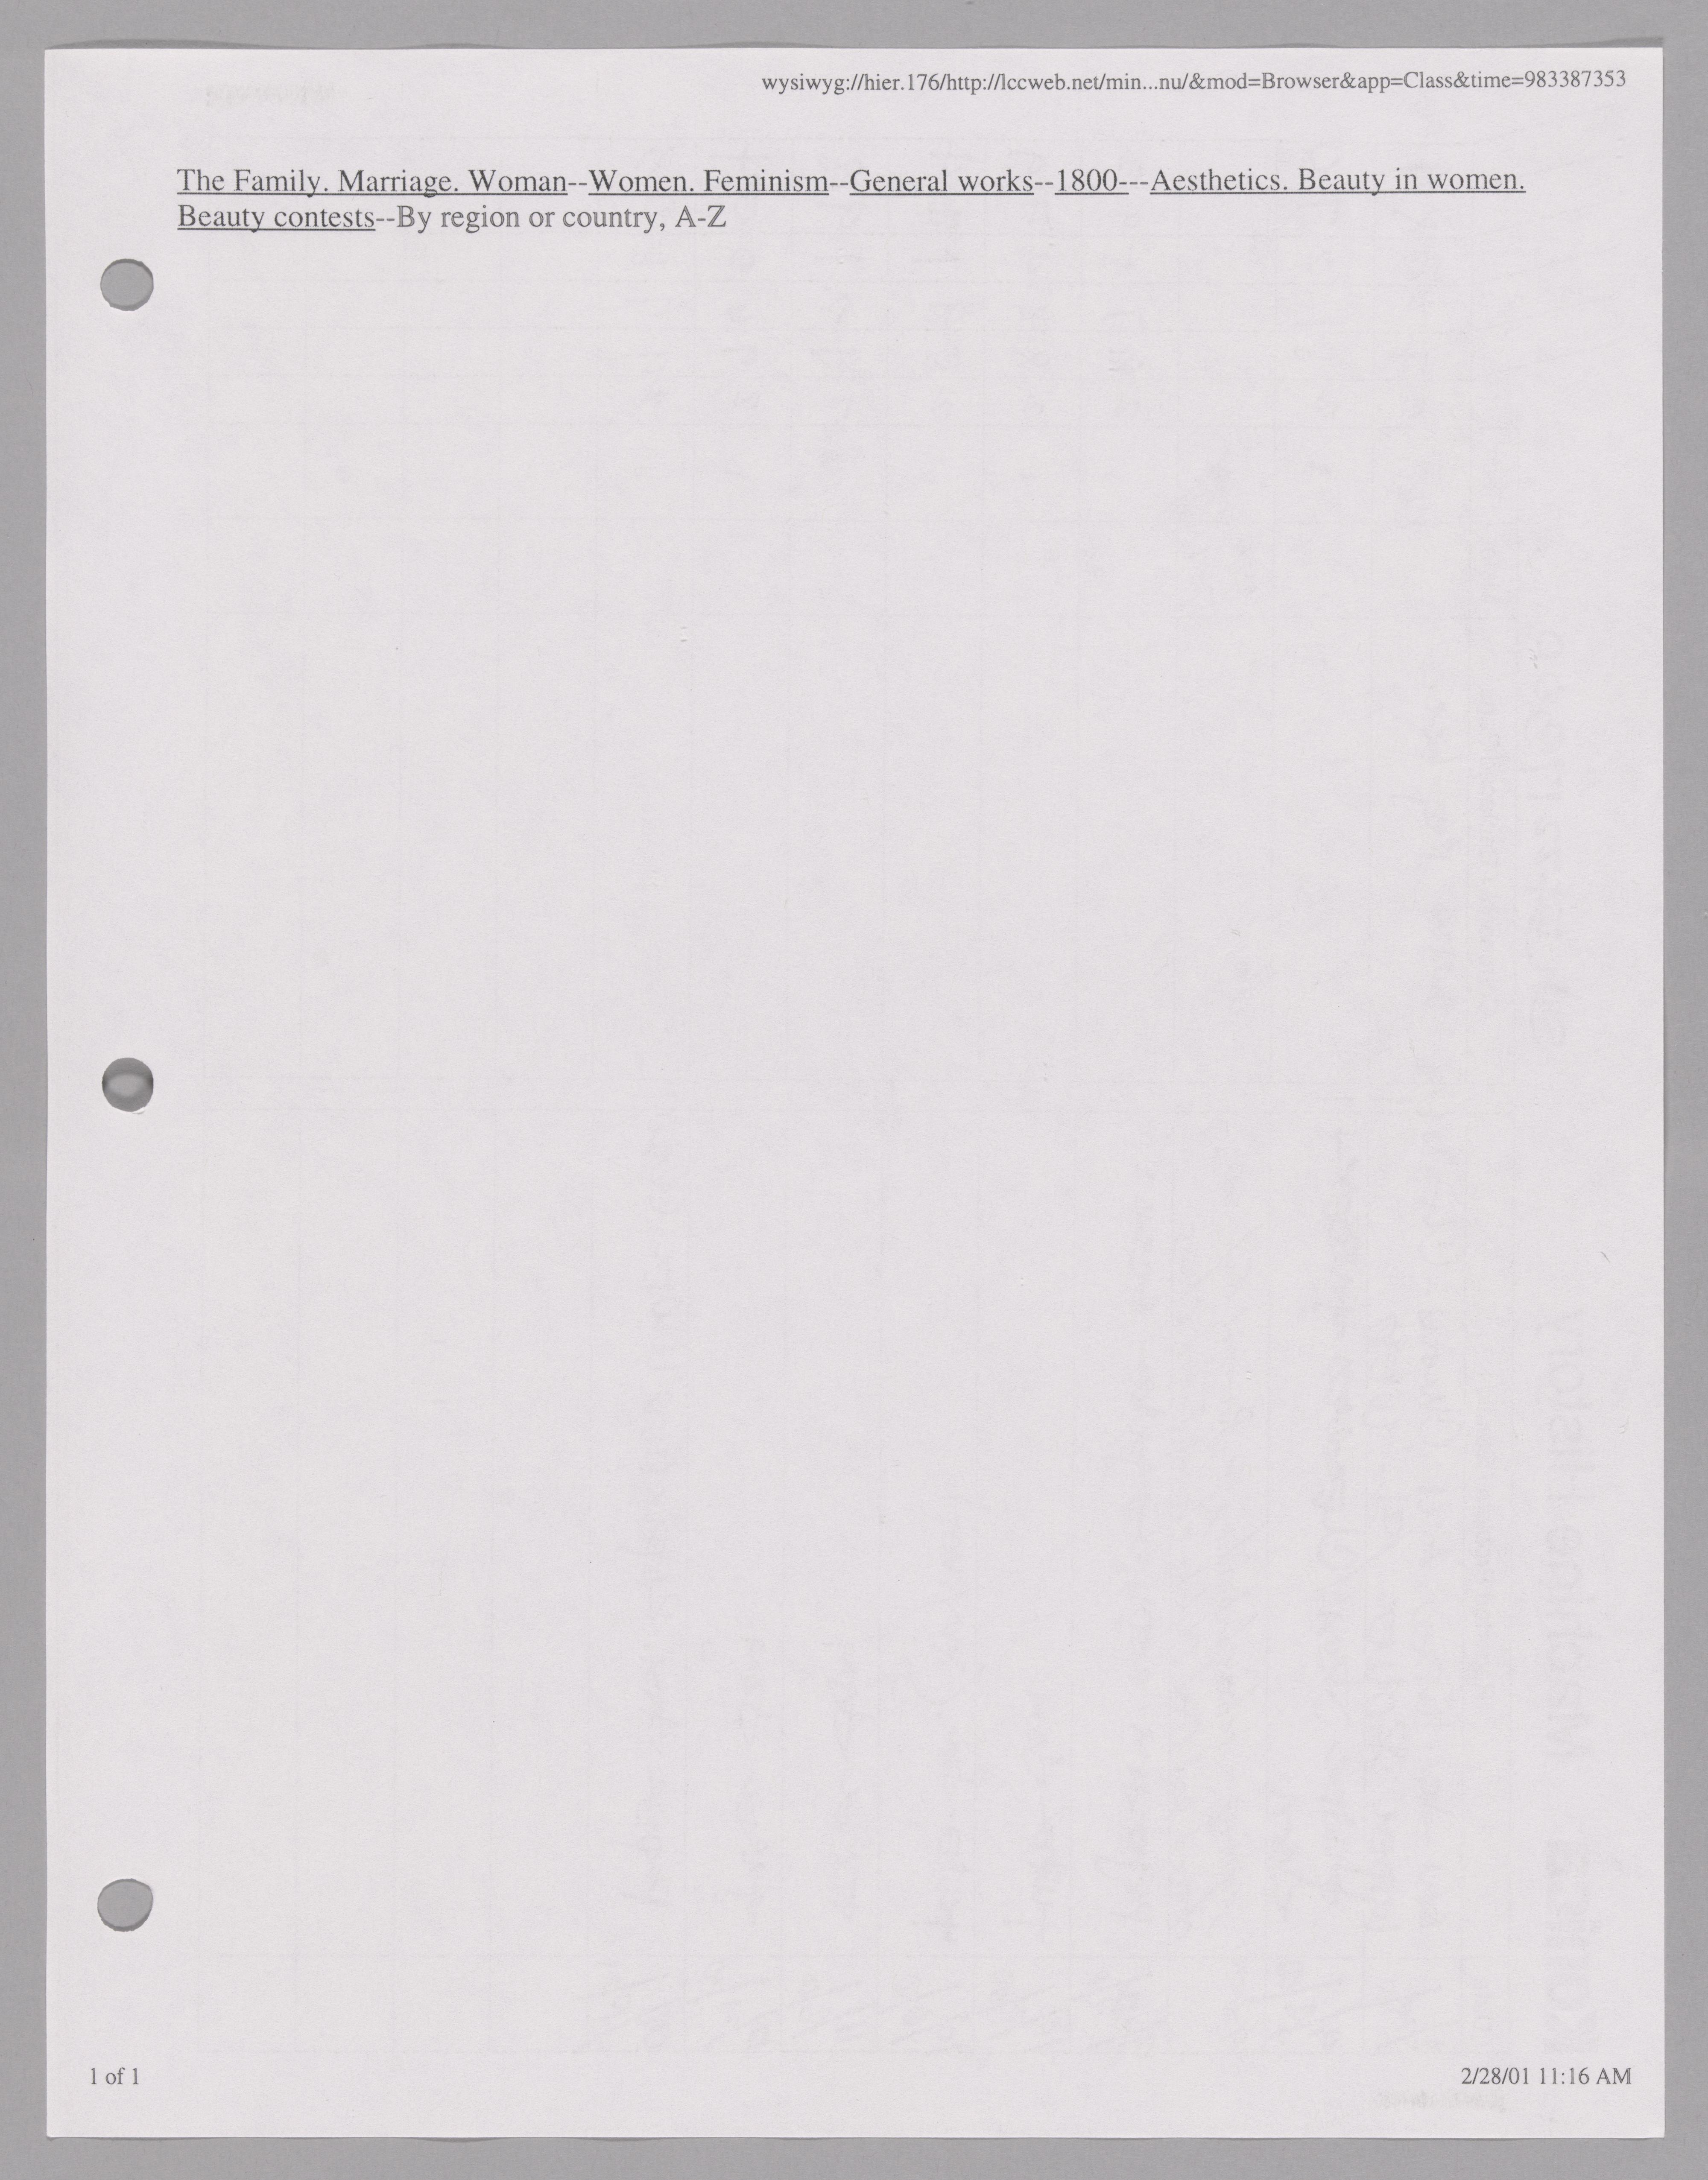 wysiwyg://hier.176/http://lccweb.net/min...nu/&mod=Browser&app=Class&time=983387353
The Family. Marriage. Woman--Women. Feminism--General works--1800---Aesthetics. Beauty in women.
Beauty contests--By region or country, A-Z
1 of 1
2/28/01 11:16 AM